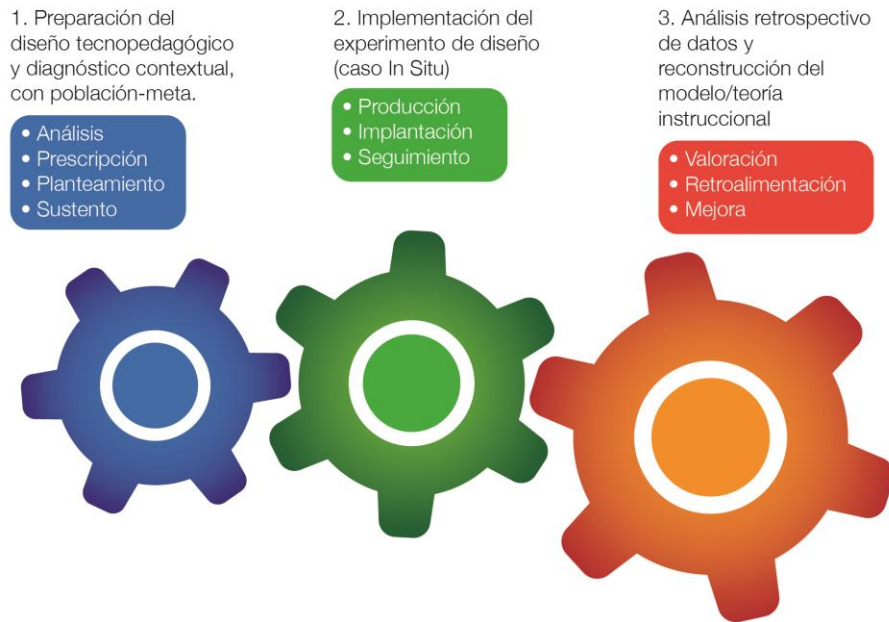 1. Preparación del
diseño tecnopedagógico
y diagnóstico contextual,
con población-meta.
• Análisis
• Prescripción
• Planteamiento
• Sustento
2. Implementación del
experimento de diseño
(caso In Situ)
• Producción
• Implantación
• Seguimiento
3. Análisis retrospectivo
de datos y
reconstrucción del
modelo/teoría
instruccional
• Valoración
• Retroalimentación
• Mejora